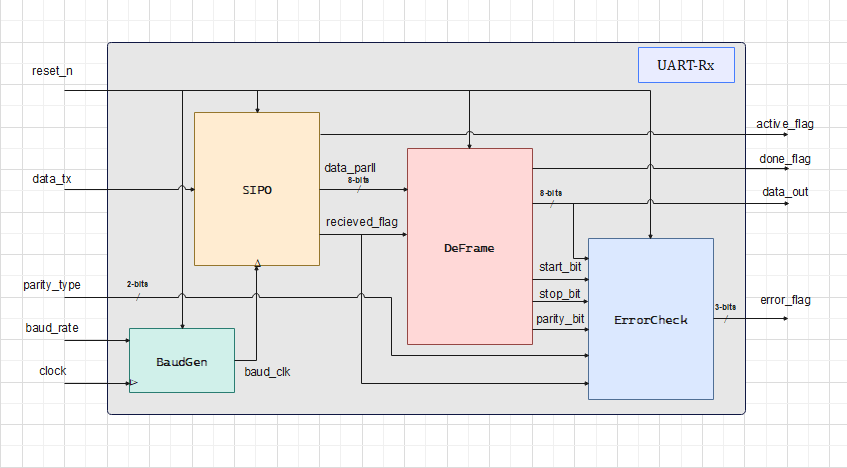 UART-Rx
reset_n
active_flag
done_flag
data_parll
8-bits
data_tx
SIPO
8-bits
data_out
recieved_flag
DeFrame
start_bit
parity_type
2-bits
stop_bit
error_flag
3-bits
parity_bit
ErrorCheck
baud_rate
BaudGen
clock
baud_clk